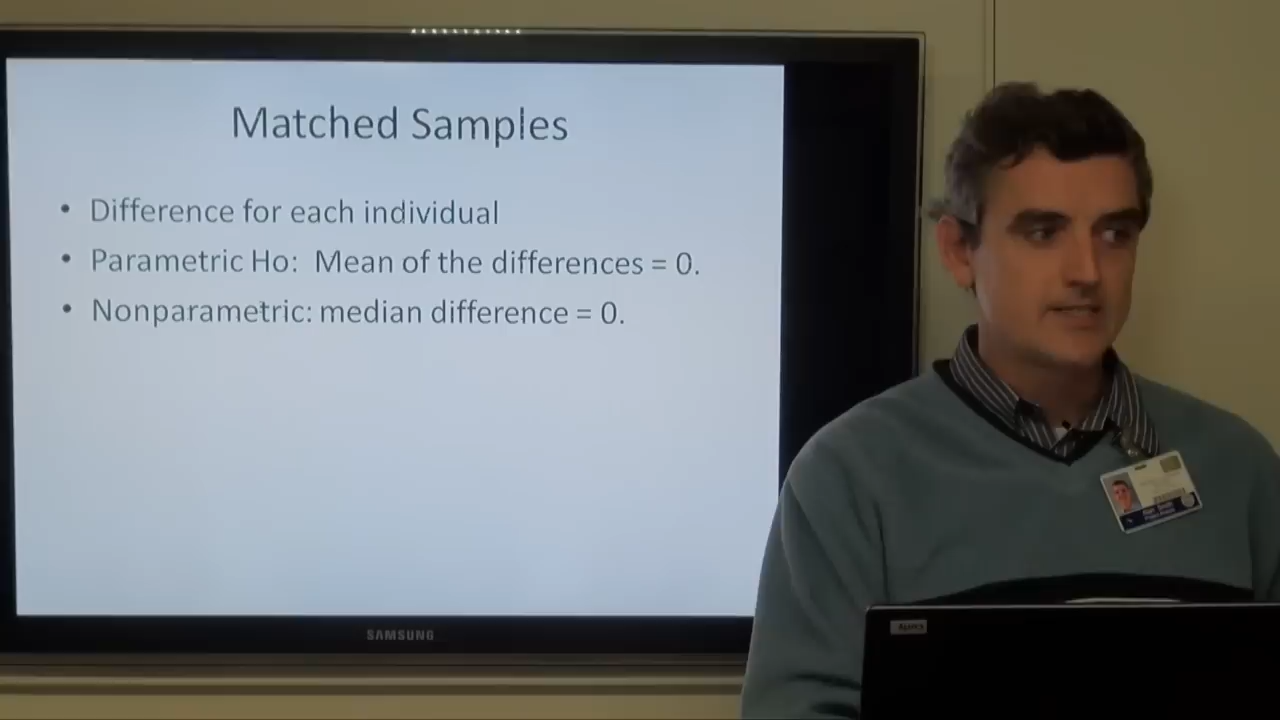 Matched Samples
• Difference for each individual
• Parametric Ho: Mean of the differences = 0.
• Nonparametric: median difference = 0.
SAMSUNG